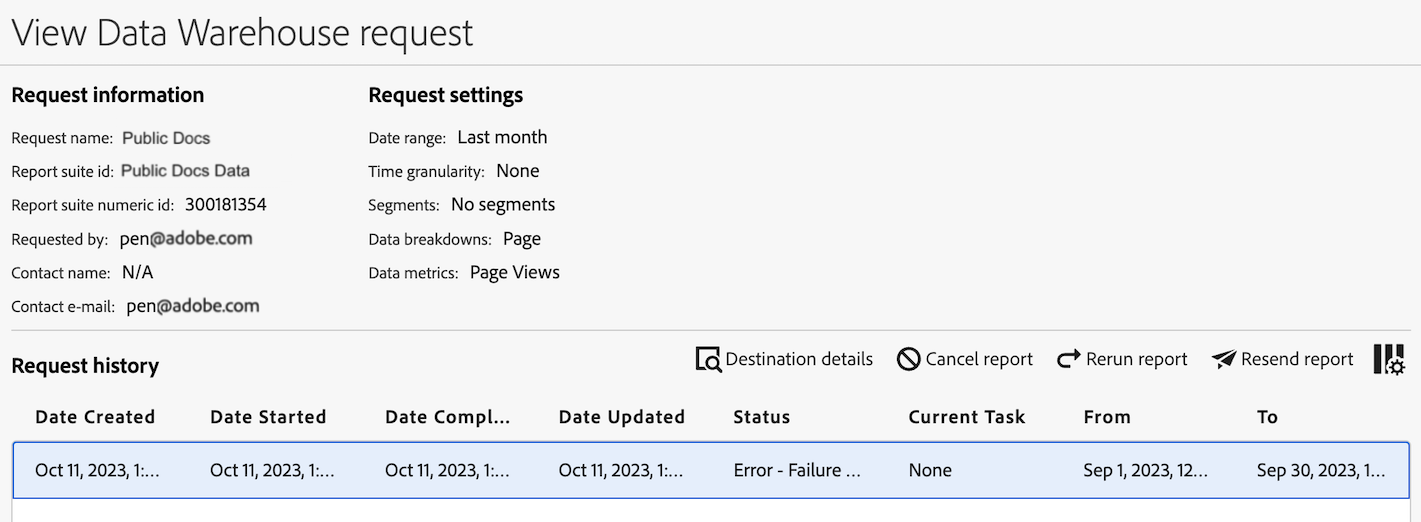 View Data Warehouse request
Request information
Request name: Public Docs
Report suite id: Public Docs Data
Report suite numeric id: 300181354
Requested by: pen@adobe.com
Contact name: N/A
Contact e-mail: pen@adobe.com
Request settings
Date range: Last month
Time granularity: None
Segments: No segments
Data breakdowns: Page
Data metrics: Page Views
Request history
Destination details Cancel report Rerun report Resend report
Date Created Date Started Date Compl... Date Updated Status Current Task From To
Oct 11, 2023, 1:... Oct 11, 2023, 1:... Oct 11, 2023, 1:... Oct 11, 2023, 1:... Error - Failure ... None Sep 1, 2023, 12... Sep 30, 2023, 1...